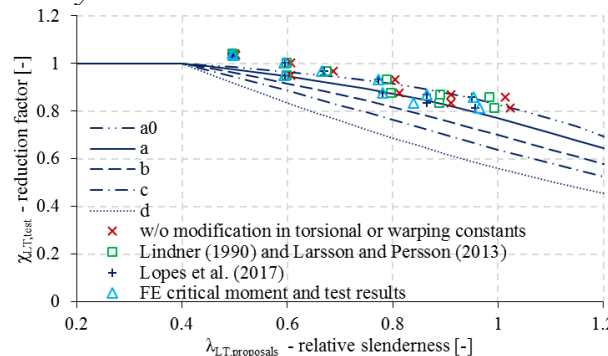 1.2
1
0.8
0.6
0.4
0.2
0
χLT,test - reduction factor [-]
a0
a
b
c
d
w/o modification in torsional or warping constants
Lindner (1990) and Larsson and Persson (2013)
Lopes et al. (2017)
FE critical moment and test results
0.2 0.4 0.6 0.8 1 1.2
λLT,proposals - relative slenderness [-]